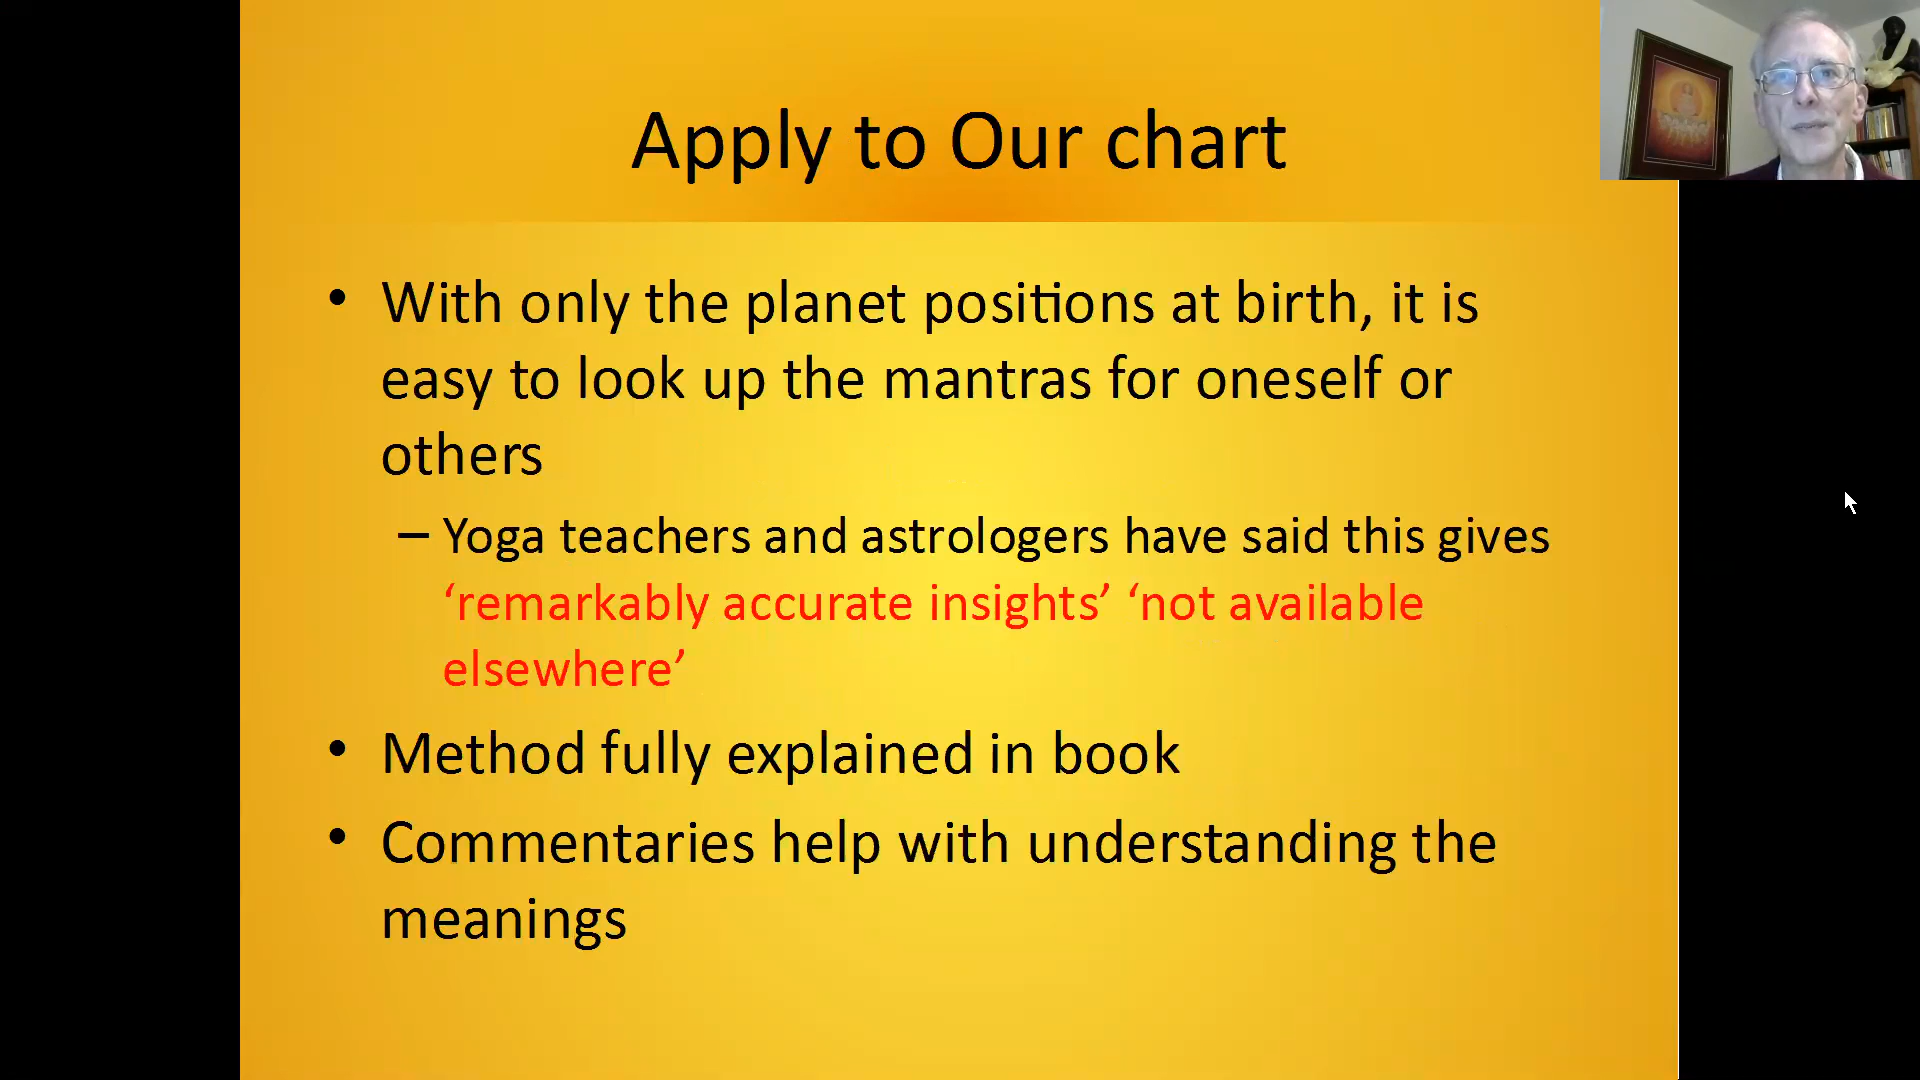 Apply to Our chart
• With only the planet positions at birth, it is
easy to look up the mantras for oneself or
others
– Yoga teachers and astrologers have said this gives
‘remarkably accurate insights’ ‘not available
elsewhere’
• Method fully explained in book
• Commentaries help with understanding the
meanings